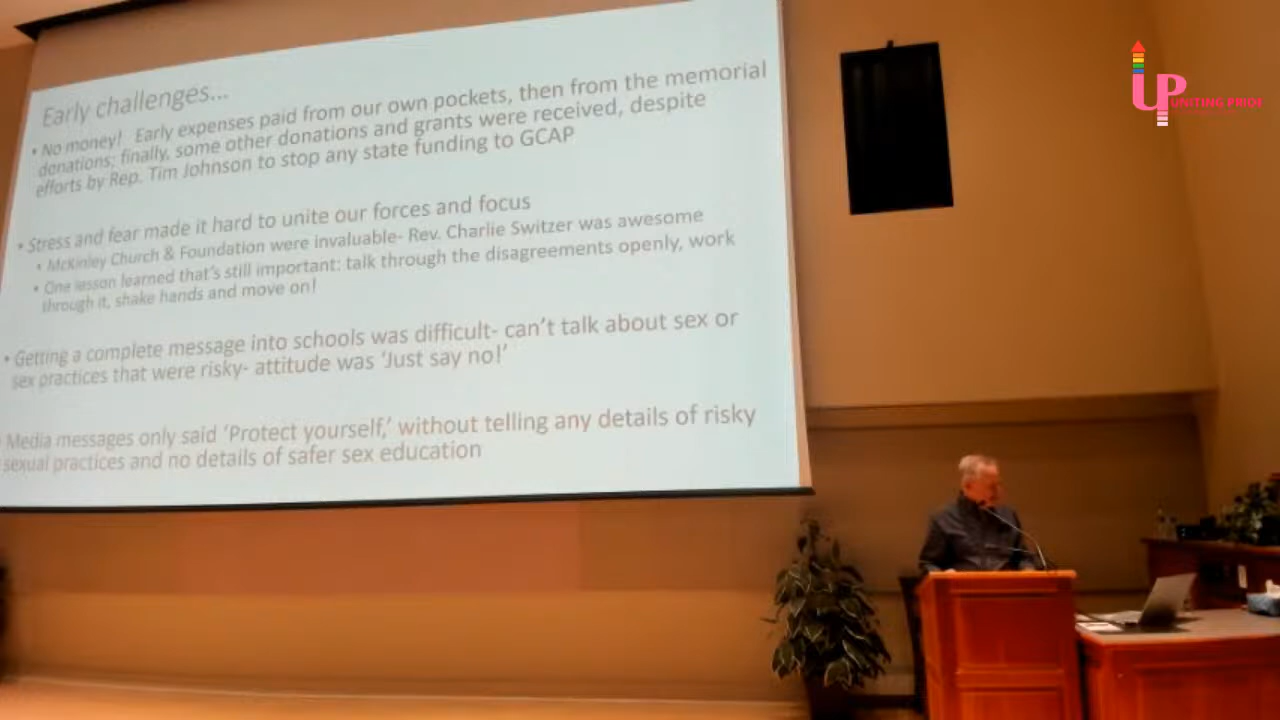 Early challenges...
• No money! Early expenses paid from our own pockets, then from the memorial
donations; finally, some other donations and grants were received, despite
efforts by Rep. Tim Johnson to stop any state funding to GCAP
• Stress and fear made it hard to unite our forces and focus
• McKinley Church & Foundation were invaluable- Rev. Charlie Switzer was awesome
• One lesson learned that's still important: talk through the disagreements openly, work
through it, shake hands and move on!
• Getting a complete message into schools was difficult- can't talk about sex or
sex practices that were risky- attitude was 'Just say no!'
Media messages only said 'Protect yourself,' without telling any details of risky
sexual practices and no details of safer sex education
UP
UNITING PRIDE